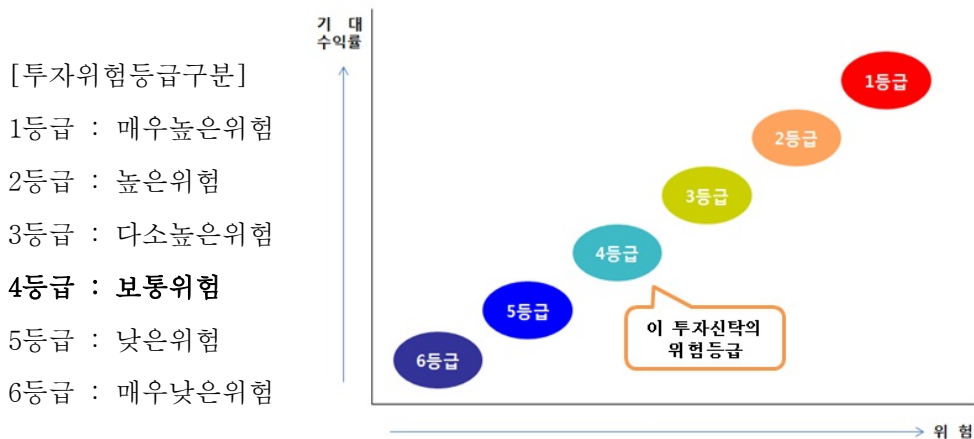 [투자위험등급구분]
1등급 : 매우높은위험
2등급 : 높은위험
3등급 : 다소높은위험
4등급 : 보통위험
5등급 : 낮은위험
6등급 : 매우낮은위험
기 대
수익률
1등급
2등급
3등급
4등급
5등급
6등급
이 투자신탁의
위험등급
위 험